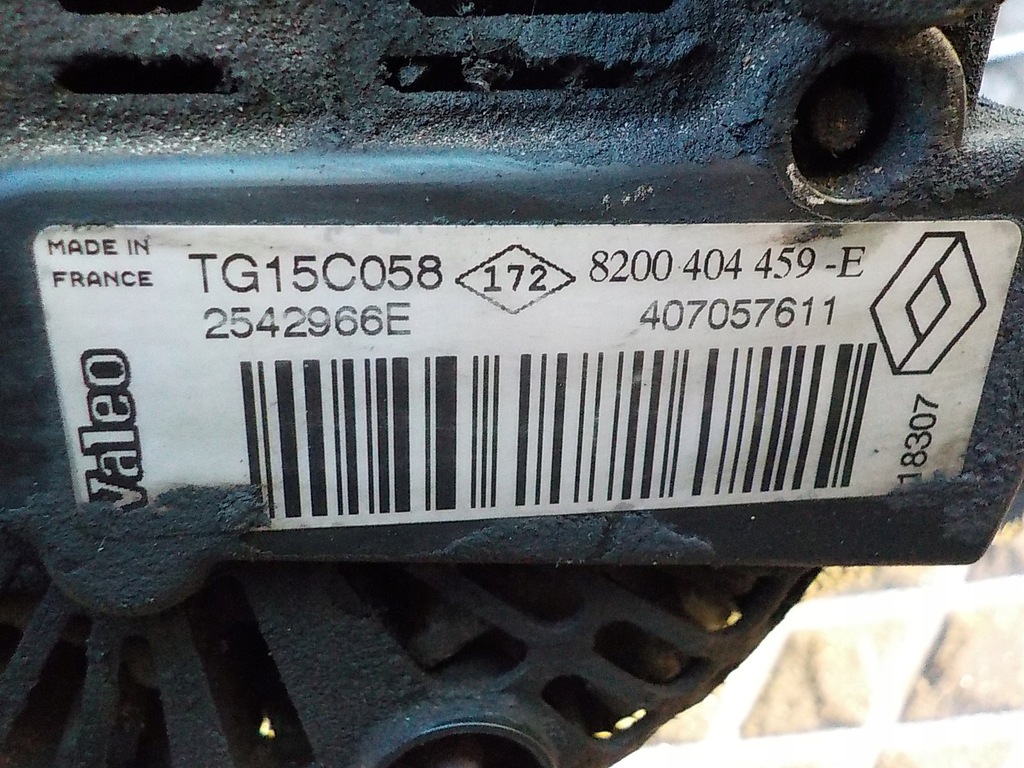 MADE IN
FRANCE
TG15C058 172 8200 404 459 -E
2542966E 407057611
Valeo
18307